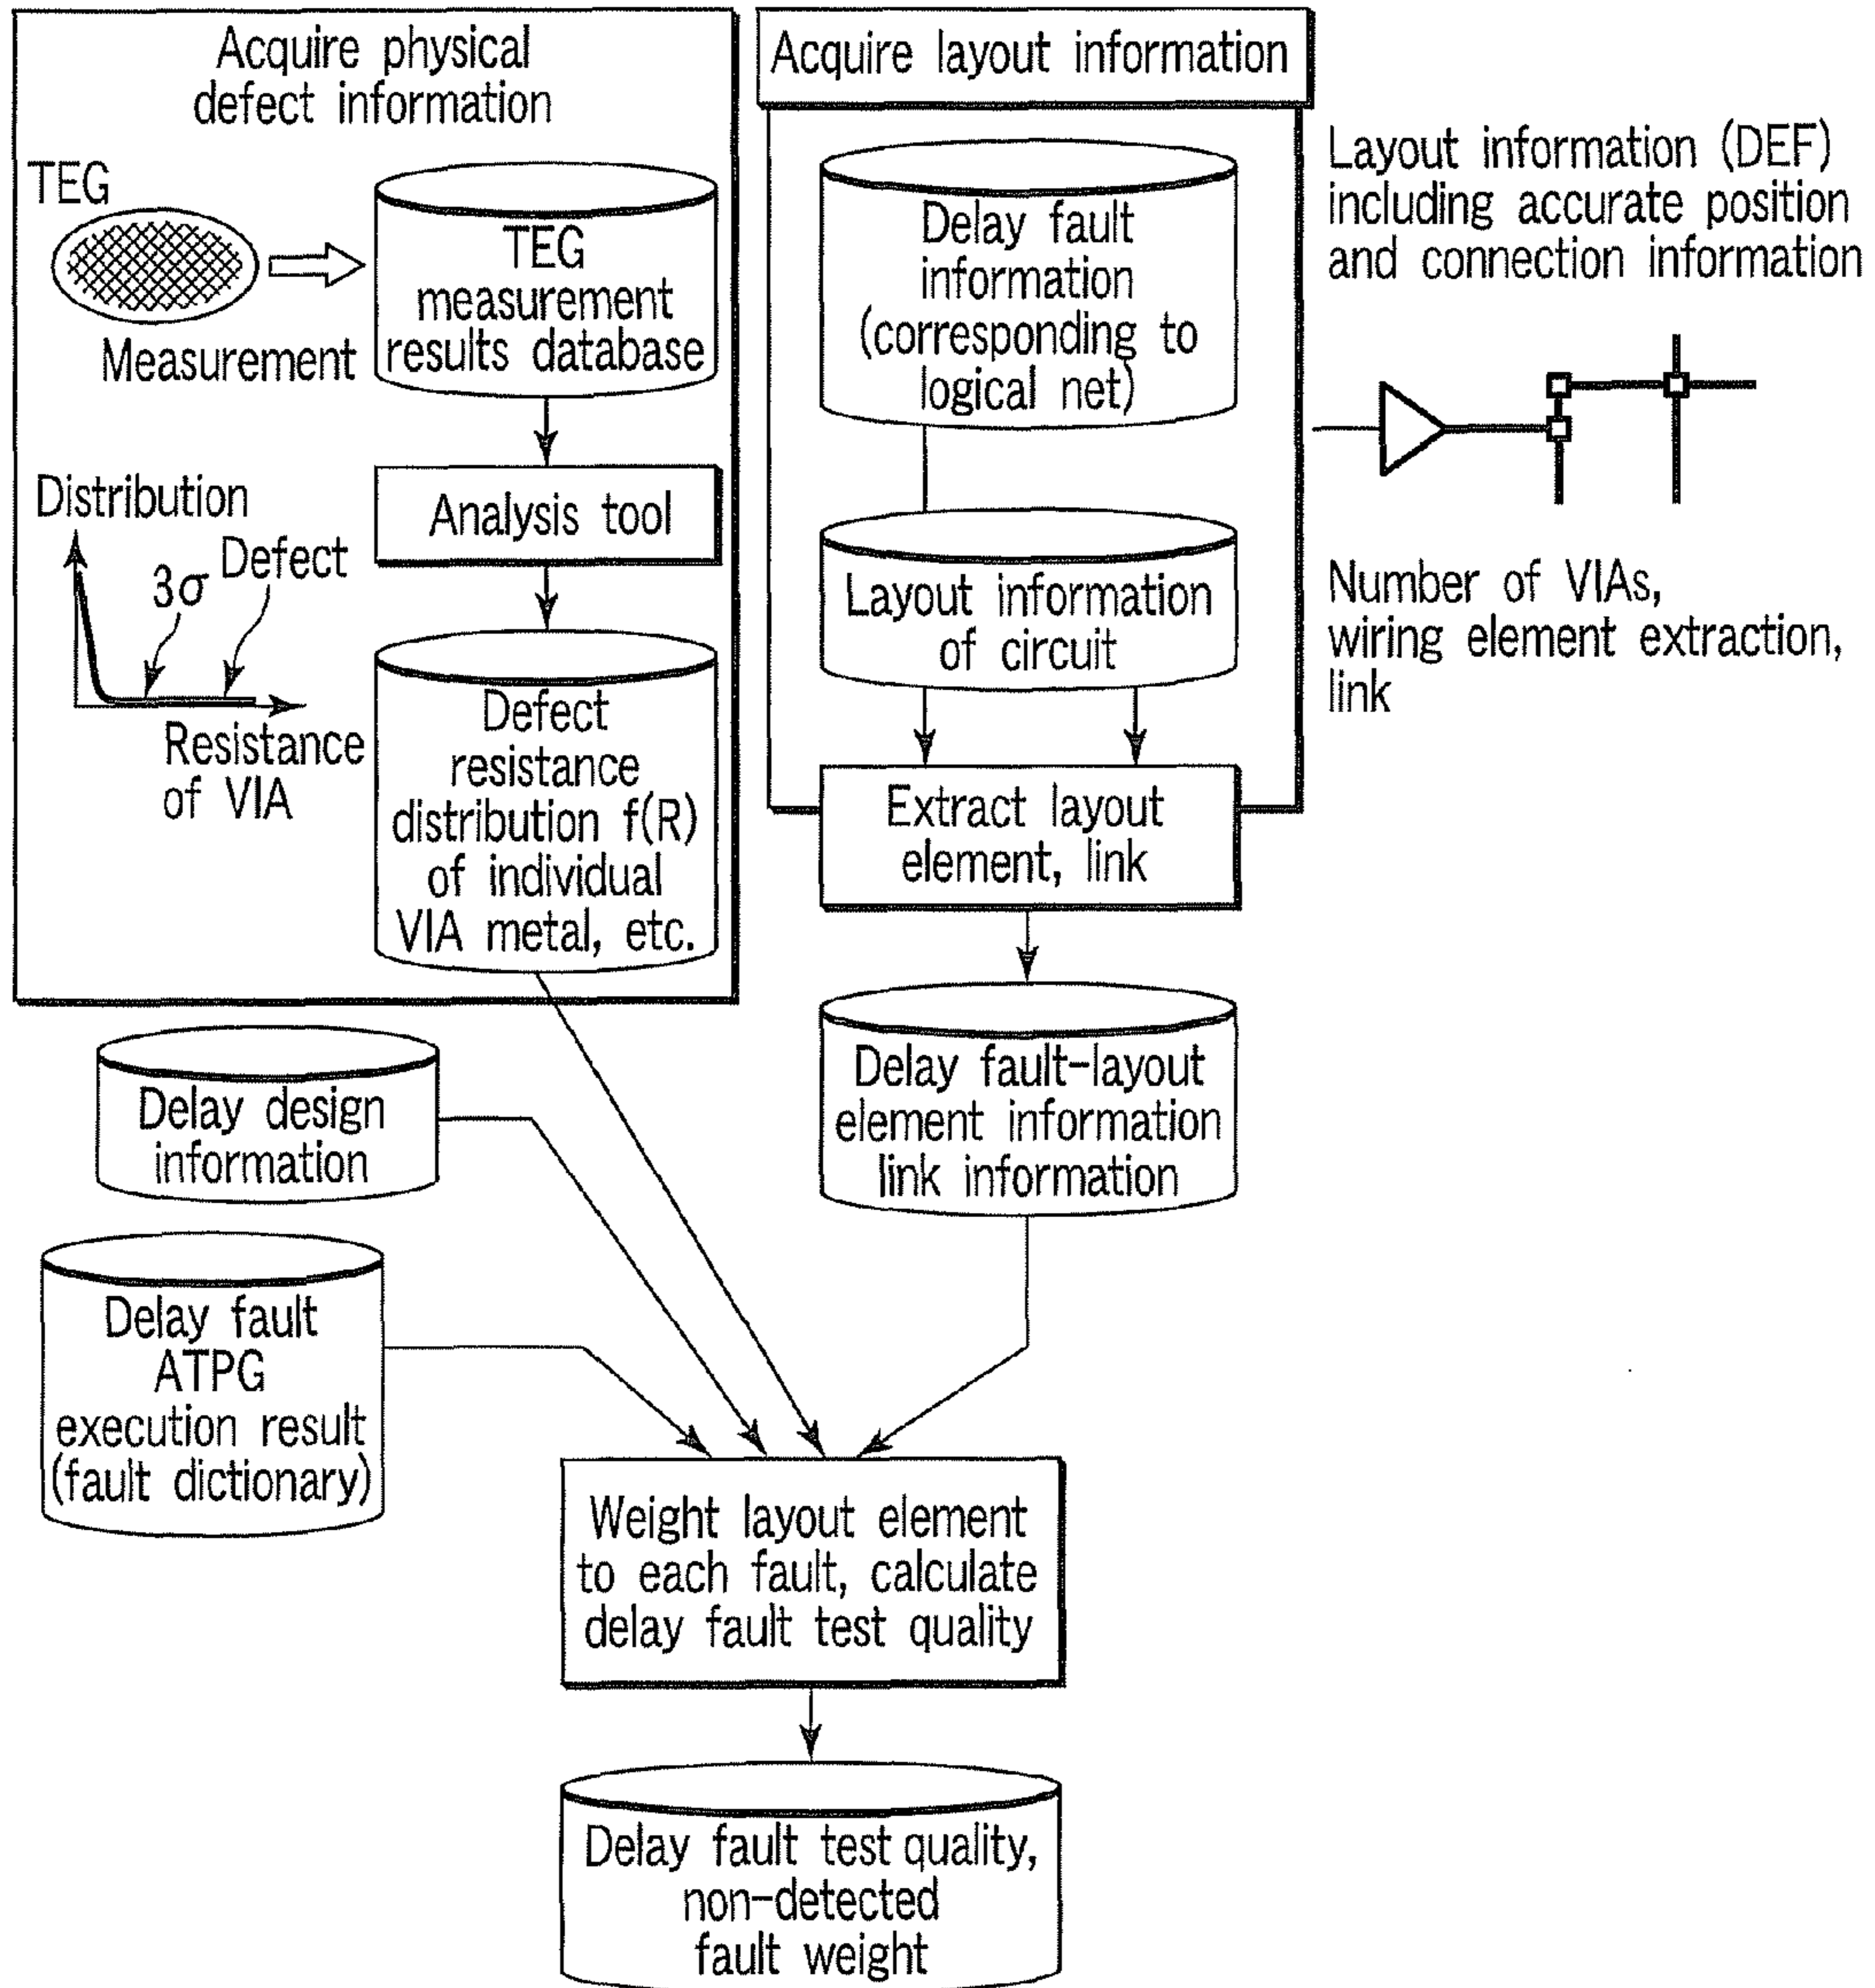 Acquire physical
defect information
TEG
Measurement
TEG
measurement
results database
Analysis tool
Distribution
3σ
Defect
Resistance
of VIA
Defect
resistance
distribution f(R)
of individual
VIA metal, etc.
Acquire layout information
Delay fault
information
(corresponding to
logical net)
Layout information
of circuit
Extract layout
element, link
Layout information (DEF)
including accurate position
and connection information
Number of VIAs,
wiring element extraction,
link
Delay fault-layout
element information
link information
Delay design
information
Delay fault
ATPG
execution result
(fault dictionary)
Weight layout element
to each fault, calculate
delay fault test quality
Delay fault test quality,
non-detected
fault weight